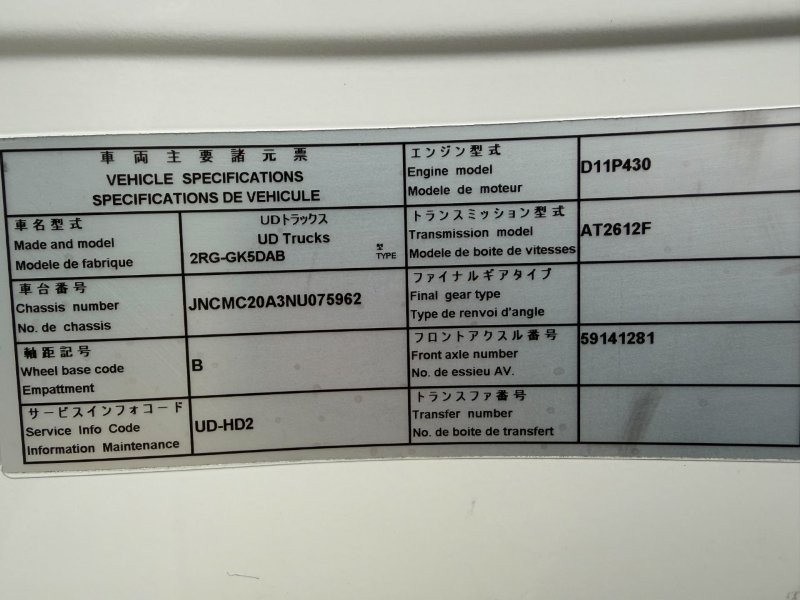 車両主要諸元票
VEHICLE SPECIFICATIONS
SPECIFICATIONS DE VEHICULE
車名型式
Made and model
Modele de fabrique
UDトラックス
UD Trucks
2RG-GK5DAB
型
TYPE
車台番号
Chassis number
No. de chassis
JNCMC20A3NU075962
軸距記号
Wheel base code
Empattment
B
サービスインフォコード
Service Info Code
Information Maintenance
UD-HD2
エンジン型式
Engine model
Modele de moteur
D11P430
トランスミッション型式
Transmission model
Modele de boite de vitesses
AT2612F
ファイナルギアタイプ
Final gear type
Type de renvoi d'angle
フロントアクスル番号
Front axle number
No. de essieu AV.
59141281
トランスファ番号
Transfer number
No. de boite de transfert